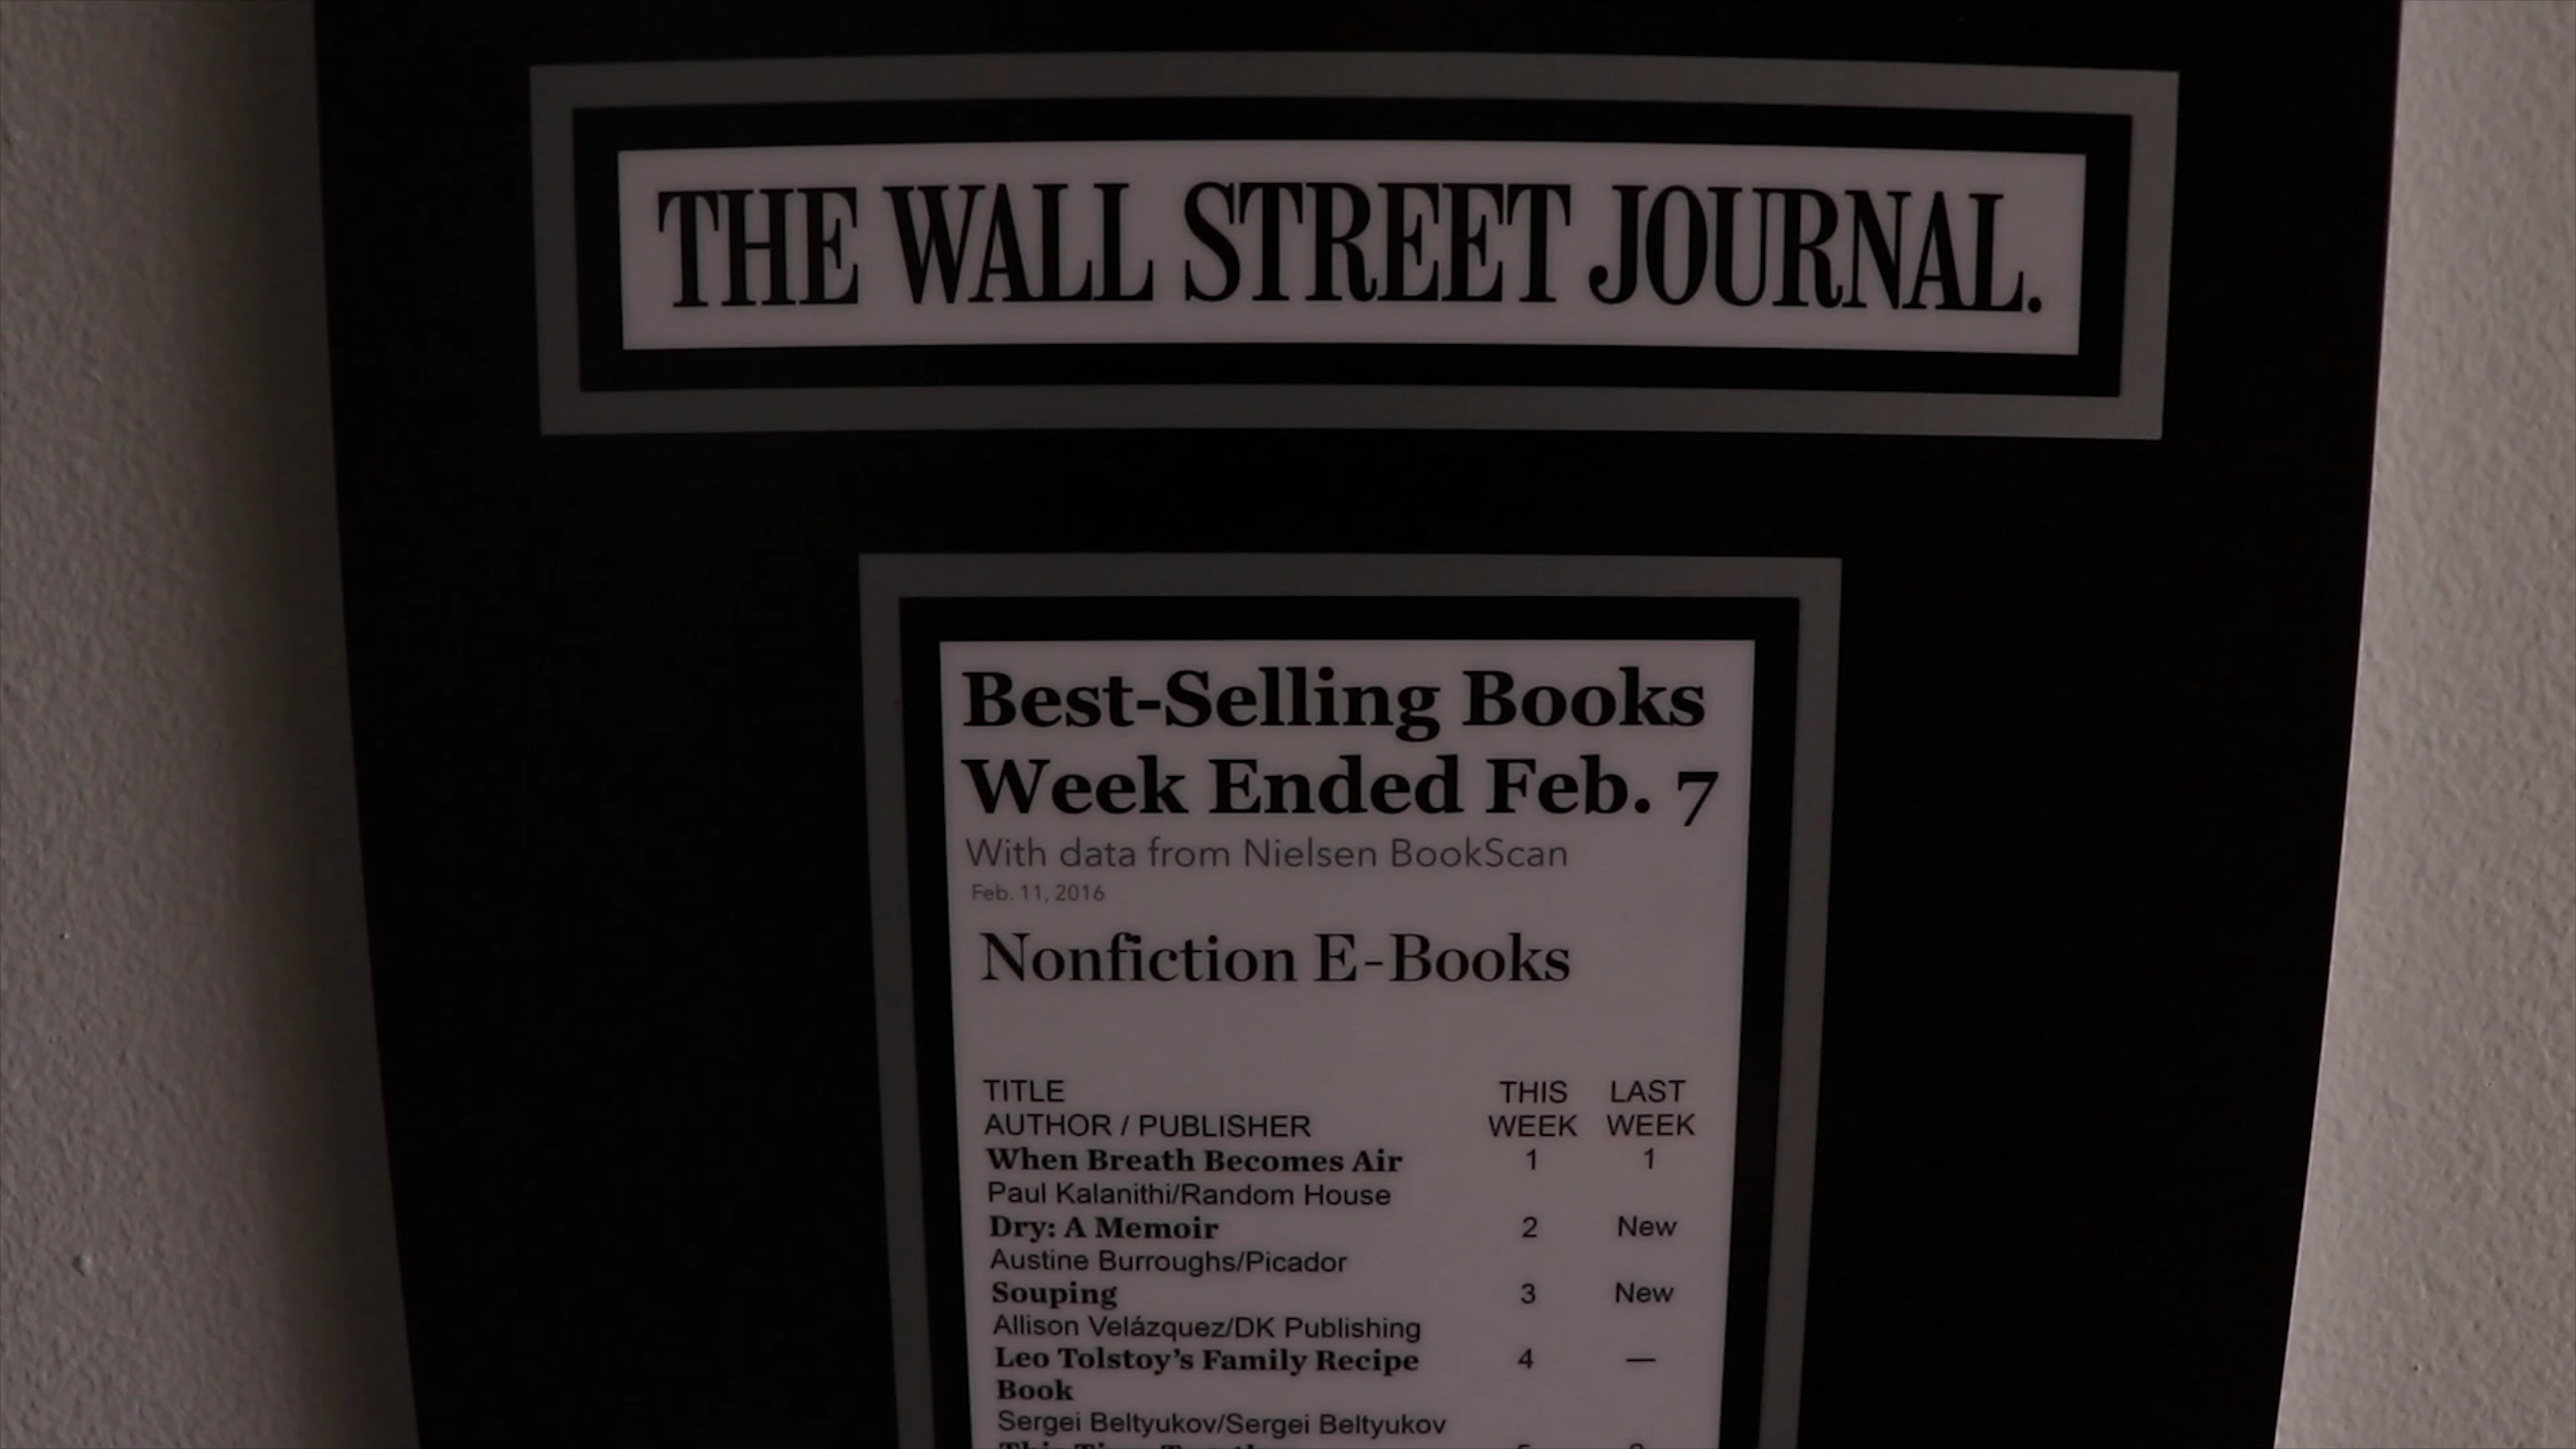 THE WALL STREET JOURNAL.
Best-Selling Books
Week Ended Feb. 7
With data from Nielsen BookScan
Feb. 11, 2016
Nonfiction E-Books
TITLE THIS LAST
AUTHOR / PUBLISHER WEEK WEEK
When Breath Becomes Air 1 1
Paul Kalanithi/Random House
Dry: A Memoir 2 New
Austine Burroughs/Picador
Souping 3 New
Allison Velázquez/DK Publishing
Leo Tolstoy's Family Recipe 4 —
Book
Sergei Beltyukov/Sergei Beltyukov